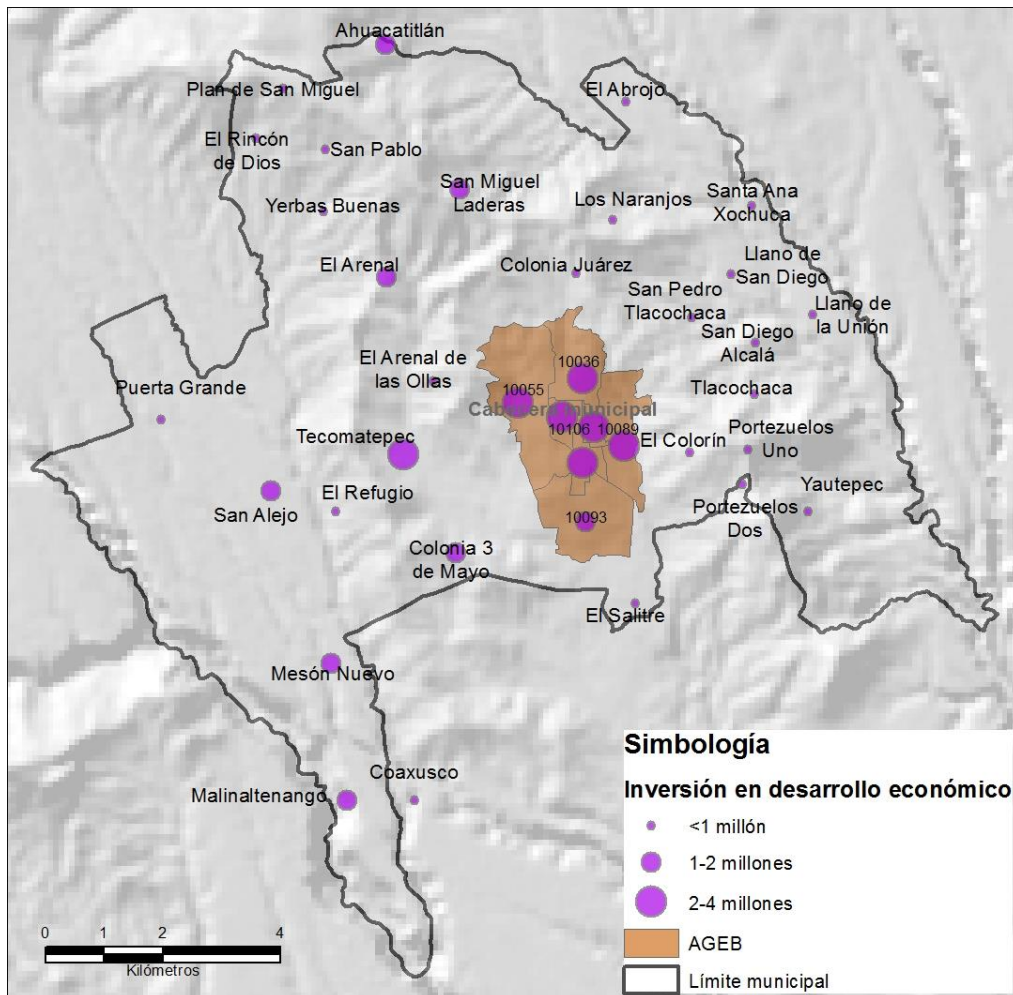 Ahuacatitlán
Plan de San Miguel
El Abrojo
El Rincón
de Dios
San Pablo
San Miguel
Laderas
Yerbas Buenas
Los Naranjos
Santa Ana
Xochuca
El Arenal
Colonia Juárez
Llano de
San Diego
San Pedro
Tlacochaca
Llano de
la Unión
San Diego
Alcalá
El Arenal de
las Ollas
10036
Puerta Grande
10055
Tlacochaca
Cabecera municipal
10106
10089
Tecomatepec
El Colorín
Portezuelos
Uno
San Alejo
El Refugio
Yautepec
Portezuelos
Dos
10093
Colonia 3
de Mayo
El Salitre
Mesón Nuevo
Coaxusco
Malinaltenango
Simbología
Inversión en desarrollo económico
<1 millón
1-2 millones
2-4 millones
AGEB
Límite municipal
0 1 2 4
Kilómetros